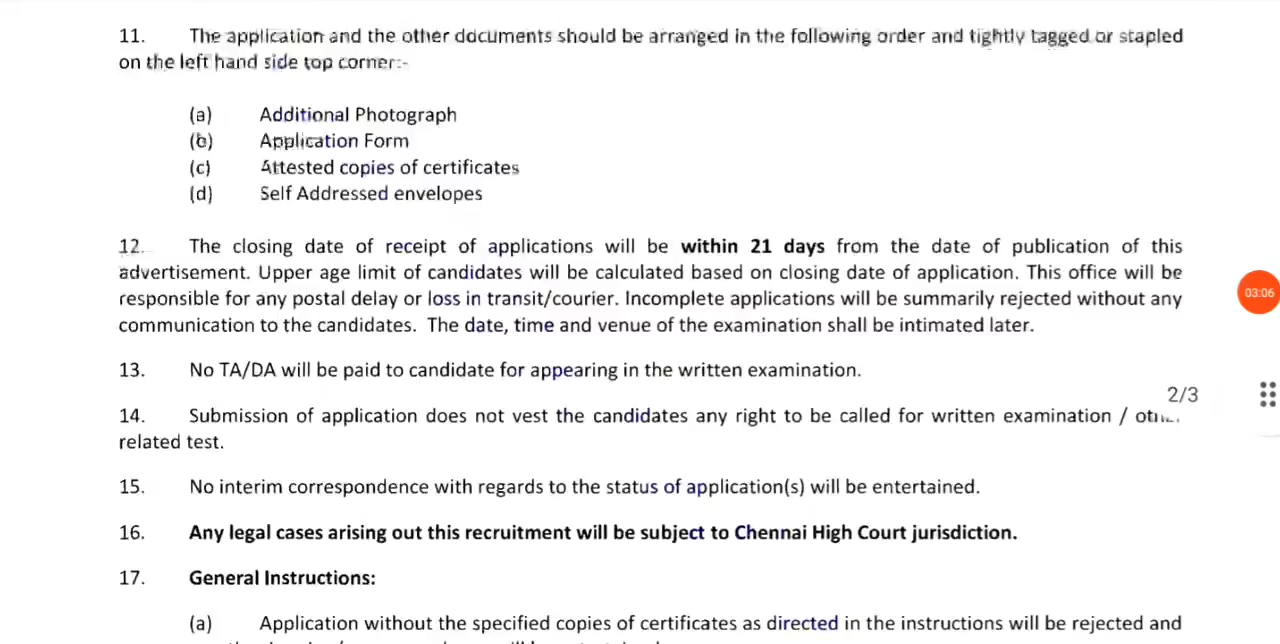 11. The application and the other documents should be arranged in the following order and tightly tagged or stapled
on the left hand side top corner:-
(a) Additional Photograph
(b) Application Form
(c) Attested copies of certificates
(d) Self Addressed envelopes
12. The closing date of receipt of applications will be within 21 days from the date of publication of this
advertisement. Upper age limit of candidates will be calculated based on closing date of application. This office will be
responsible for any postal delay or loss in transit/courier. Incomplete applications will be summarily rejected without any
communication to the candidates. The date, time and venue of the examination shall be intimated later.
03:06
13. No TA/DA will be paid to candidate for appearing in the written examination.
2/3
14. Submission of application does not vest the candidates any right to be called for written examination /
related test.
15. No interim correspondence with regards to the status of application(s) will be entertained.
16. Any legal cases arising out this recruitment will be subject to Chennai High Court jurisdiction.
17. General Instructions:
(a) Application without the specified copies of certificates as directed in the instructions will be rejected and